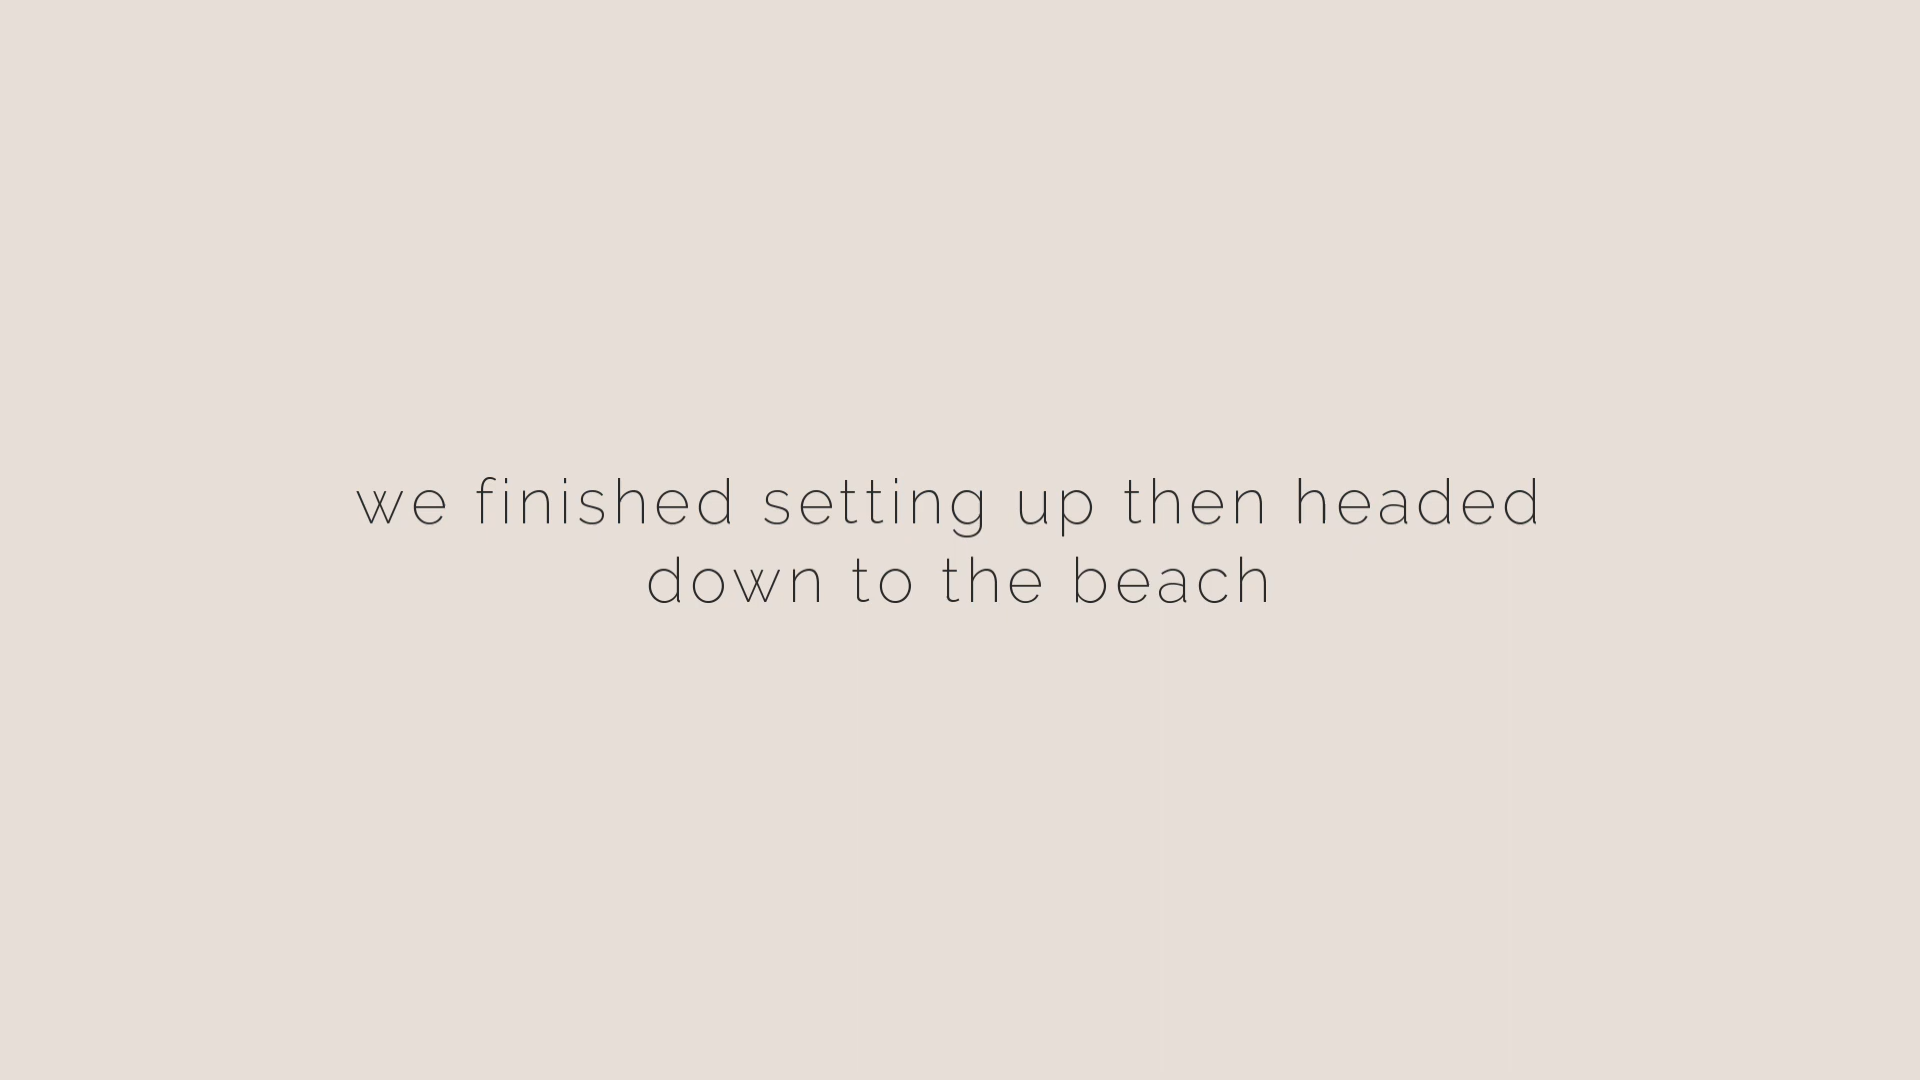 we finished setting up then headed
down to the beach